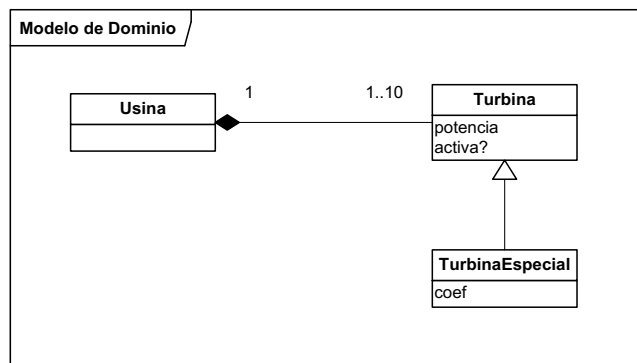 Modelo de Dominio
Usina
1
1..10
Turbina
potencia
activa?
TurbinaEspecial
coef